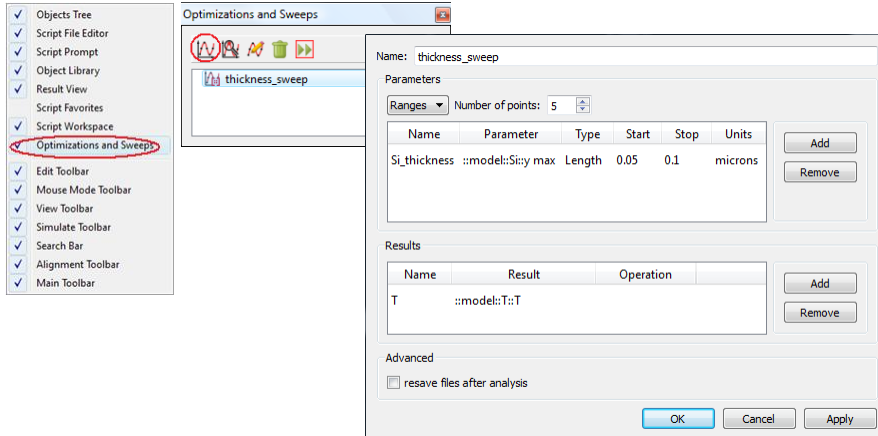 Objects Tree
Script File Editor
Script Prompt
Object Library
Result View
Script Favorites
Script Workspace
Optimizations and Sweeps
Edit Toolbar
Mouse Mode Toolbar
View Toolbar
Simulate Toolbar
Search Bar
Alignment Toolbar
Main Toolbar
Optimizations and Sweeps
thickness_sweep
Name: thickness_sweep
Parameters
Ranges Number of points: 5
Name Parameter Type Start Stop Units
Si_thickness ::model::Si::y max Length 0.05 0.1 microns
Add
Remove
Results
Name Result Operation
T ::model::T::T
Add
Remove
Advanced
resave files after analysis
OK Cancel Apply